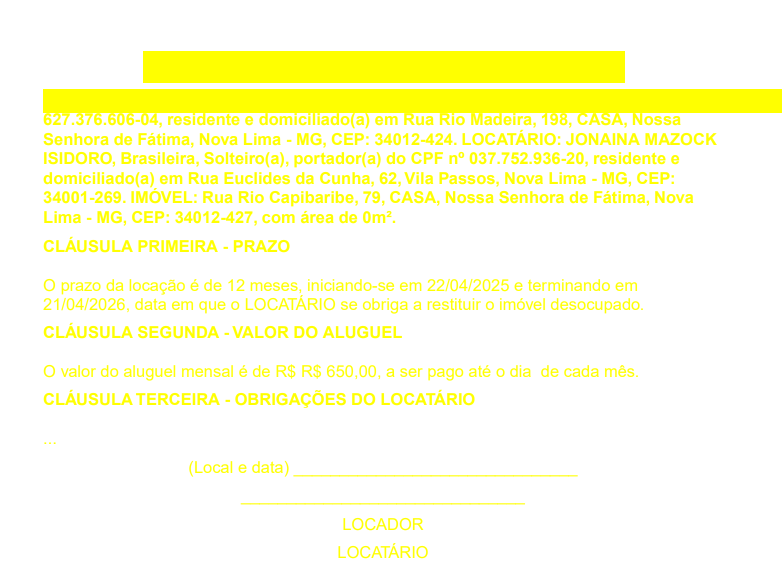 627.376.606-04, residente e domiciliado(a) em Rua Rio Madeira, 198, CASA, Nossa
Senhora de Fátima, Nova Lima - MG, CEP: 34012-424. LOCATÁRIO: JONAINA MAZOCK
ISIDORO, Brasileira, Solteiro(a), portador(a) do CPF nº 037.752.936-20, residente e
domiciliado(a) em Rua Euclides da Cunha, 62, Vila Passos, Nova Lima - MG, CEP:
34001-269. IMÓVEL: Rua Rio Capibaribe, 79, CASA, Nossa Senhora de Fátima, Nova
Lima - MG, CEP: 34012-427, com área de 0m².
CLÁUSULA PRIMEIRA - PRAZO
O prazo da locação é de 12 meses, iniciando-se em 22/04/2025 e terminando em
21/04/2026, data em que o LOCATÁRIO se obriga a restituir o imóvel desocupado.
CLÁUSULA SEGUNDA - VALOR DO ALUGUEL
O valor do aluguel mensal é de R$ R$ 650,00, a ser pago até o dia  de cada mês.
CLÁUSULA TERCEIRA - OBRIGAÇÕES DO LOCATÁRIO
...
(Local e data) _______________________________
_______________________________
LOCADOR
LOCATÁRIO